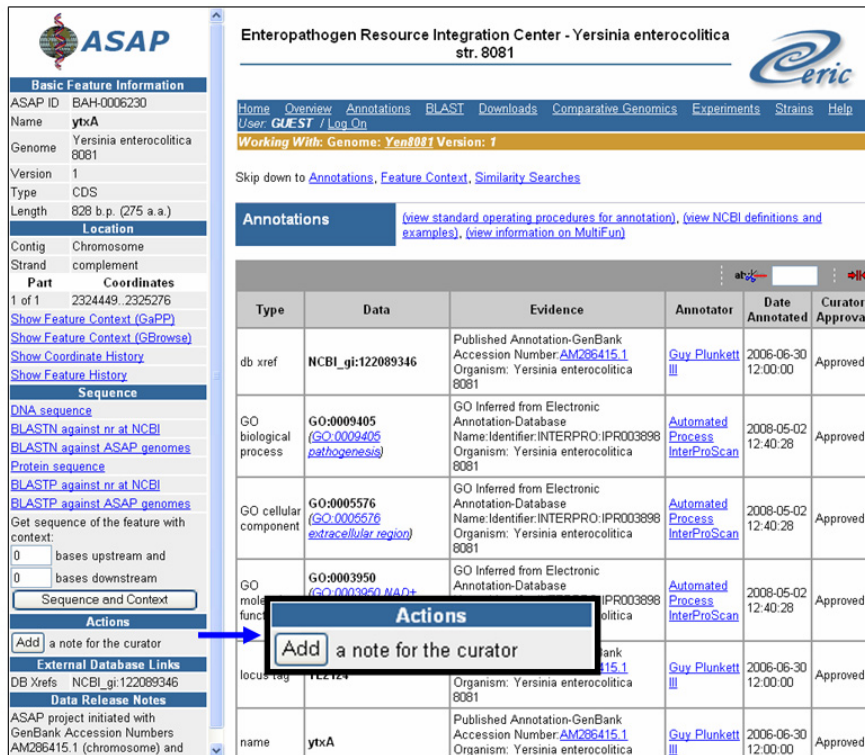 ASAP
Basic Feature Information
ASAP ID BAH-0006230
Name ytxA
Genome Yersinia enterocolitica
8081
Version 1
Type CDS
Length 828 b.p. (275 a.a.)
Location
Contig Chromosome
Strand complement
Part Coordinates
1 of 1 2324449..2325276
Show Feature Context (GaPP)
Show Feature Context (GBrowse)
Show Coordinate History
Show Feature History
Sequence
DNA sequence
BLASTN against nr at NCBI
BLASTN against ASAP genomes
Protein sequence
BLASTP against nr at NCBI
BLASTP against ASAP genomes
Get sequence of the feature with
context:
0 bases upstream and
0 bases downstream
Sequence and Context
Actions
Add a note for the curator
External Database Links
DB Xrefs NCBI_gi:122089346
Data Release Notes
ASAP project initiated with
GenBank Accession Numbers
AM286415.1 (chromosome) and
Enteropathogen Resource Integration Center - Yersinia enterocolitica
str. 8081
eric
Home Overview Annotations BLAST Downloads Comparative Genomics Experiments Strains Help
User: GUEST / Log On
Working With: Genome: Yen8081 Version: 1
Skip down to Annotations, Feature Context, Similarity Searches
Annotations
(view standard operating procedures for annotation), (view NCBI definitions and
examples), (view information on MultiFun)
Type Data Evidence Annotator Date Annotated Curator Approva
db xref NCBI_gi:122089346 Published Annotation-GenBank
Accession Number:AM286415.1
Organism: Yersinia enterocolitica
8081
Guy Plunkett
III
2006-06-30
12:00:00
Approved
GO
biological
process
GO:0009405
(GO:0009405
pathogenesis)
GO Inferred from Electronic
Annotation-Database
Name:Identifier:INTERPRO:IPR003898
Organism: Yersinia enterocolitica
8081
Automated
Process
InterProScan
2008-05-02
12:40:28
Approved
GO cellular
component
GO:0005576
(GO:0005576
extracellular region)
GO Inferred from Electronic
Annotation-Database
Name:Identifier:INTERPRO:IPR003898
Organism: Yersinia enterocolitica
8081
Automated
Process
InterProScan
2008-05-02
12:40:28
Approved
GO
GO:0003950
(GO:0003950 NAD+
GO Inferred from Electronic
Annotation-Database
IPR003898
Automated
Process
InterProScan
2008-05-02
12:40:28
Approved
Actions
Add a note for the curator
locus tag
Organism: Yersinia enterocolitica
8081
Guy Plunkett
III
2006-06-30
12:00:00
Approved
name ytxA Published Annotation-GenBank
Accession Number:AM286415.1
Organism: Yersinia enterocolitica
Guy Plunkett
III
2006-06-30
12:00:00
Approved